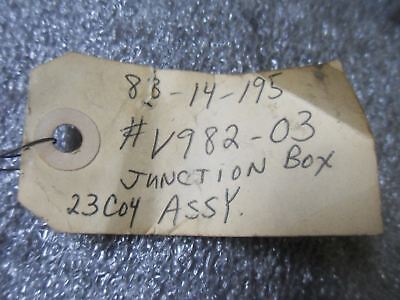 83-14-195
#V982-03
JUNCTION BOX
23C04 ASSY.